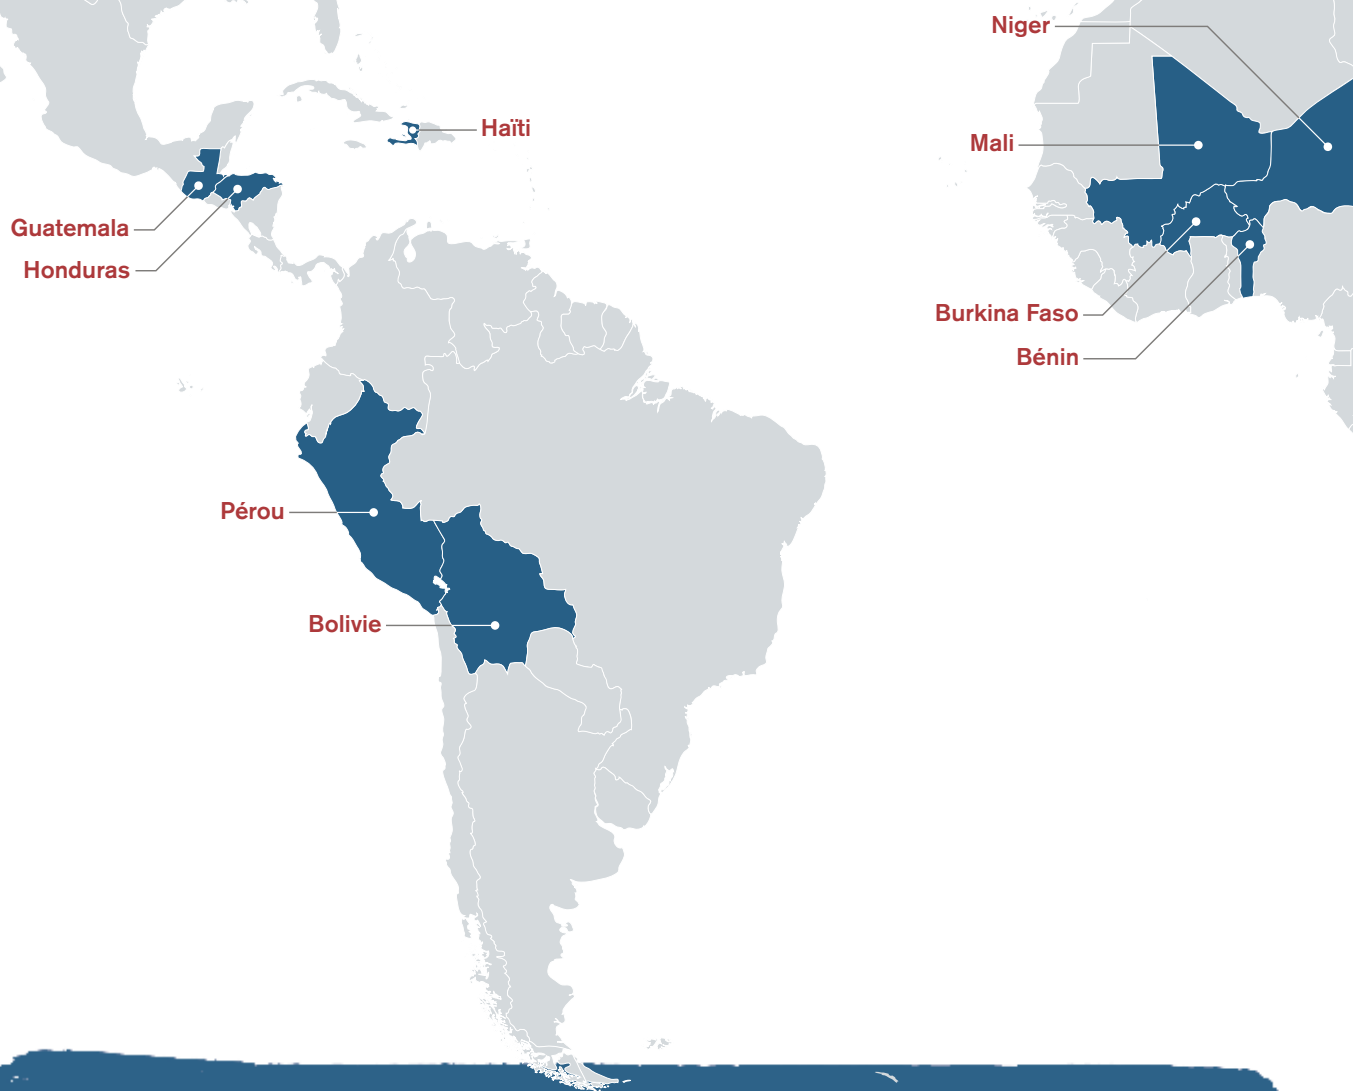 Niger
Haïti
Mali
Guatemala
Honduras
Burkina Faso
Bénin
Pérou
Bolivie